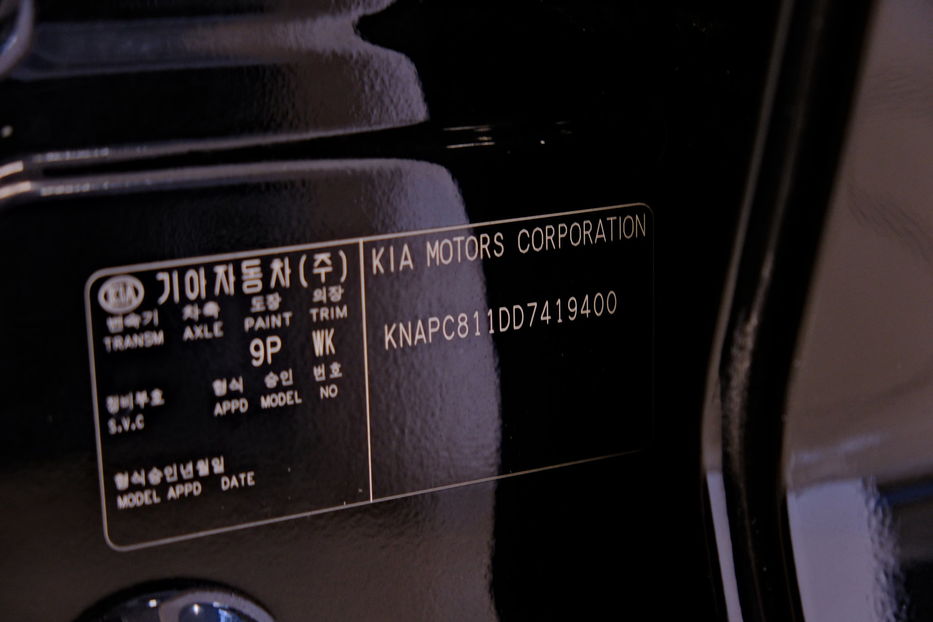 KIA 기아자동차(주)
변속기 차축 도장 의장
TRANSM AXLE PAINT TRIM
9P WK
형식 승인 번호
정비부호 APPD MODEL NO
S.V.C
형식승인년월일
MODEL APPD DATE
KIA MOTORS CORPORATION
KNAPC811DD7419400